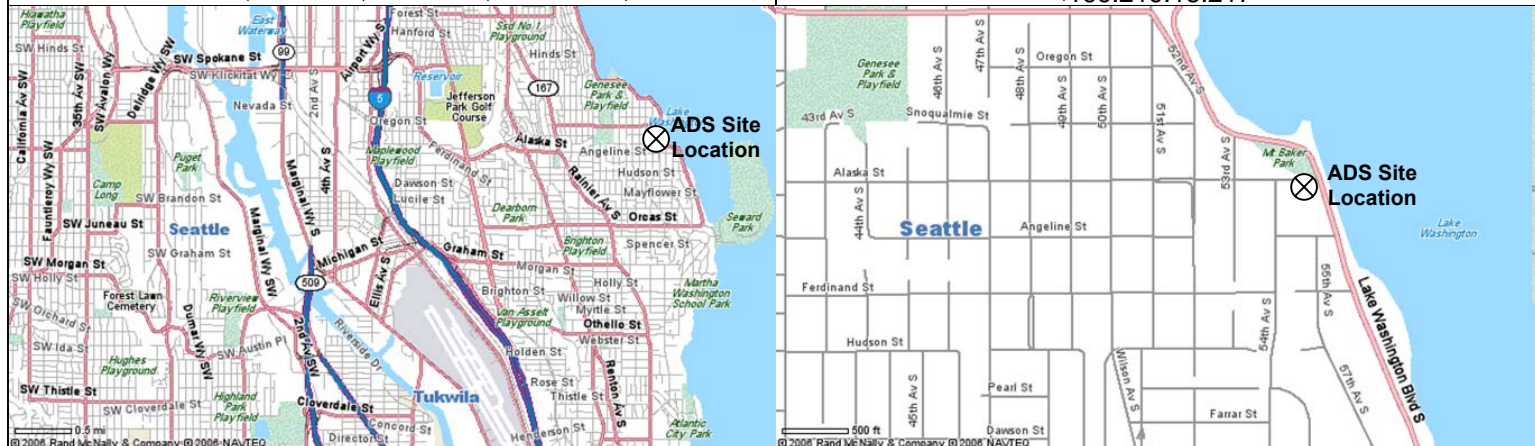 Hiawatha
Playfield
SW Hinds St
California Av SW
35th Av SW
SW Avalon Wy
Delridge Wy SW
Fauntleroy Wy SW
SW Spokane St
SW Klickitat Wy
East
Waterway
99
Nevada St
2nd Av S
4th Av S
Airport Wy S
Forest St
Hanford St
Ssd No.1
Playground
Hinds St
167
Reservoir
Jefferson
Park Golf
Course
5
Oregon St
Maplewood
Playfield
Ferdinand St
Alaska St
Angeline St
Genesee
Park &
Playfield
ADS Site
Location
Puget
Park
Camp
Long
SW Brandon St
Dawson St
Lucile St
Rainier Av S
Hudson St
Mayflower St
Orcas St
Dearborn
Park
Seward
Park
SW Juneau St
Seattle
SW Graham St
Marginal Wy SW
Marginal Wy S
Michigan St
Graham St
Brighton
Playfield
Spencer St
SW Morgan St
SW Holly St
Morgan St
Holly St
Forest Lawn
Cemetery
Riverview
Playfield
509
Ellis Av S
Brighton St
Willow St
Myrtle St
Martha
Washington
School Park
SW Orchard St
Dumar Wy SW
Van Asselt
Playground
Othello St
Webster St
SW Ida St
SW Austin Pl
2nd Av SW
Riverside Dr
Holden St
Hughes
Playground
Renton Av S
Rose St
Thistle St
SW Thistle St
SW Cloverdale St
Highland
Park
Playfield
Cloverdale St
Tukwila
Concord St
Director St
Henderson St
Atlantic
City Park
0.5 mi
© 2006 Rand McNally & Company © 2006 NAVTEQ
Genesee
Park &
Playfield
43rd Av S
46th Av S
47th Av S
48th Av S
49th Av S
50th Av S
51st Av S
52nd Av S
53rd Av S
Oregon St
Snoqualmie St
Alaska St
44th Av S
Mt Baker
Park
ADS Site
Location
Seattle
Angeline St
Lake
Washington
Ferdinand St
55th Av S
54th Av S
Lake Washington Blvd S
Hudson St
45th Av S
Pearl St
Wilson Av S
57th Av S
Farrar St
Dawson St
500 ft
© 2006 Rand McNally & Company © 2006 NAVTEQ